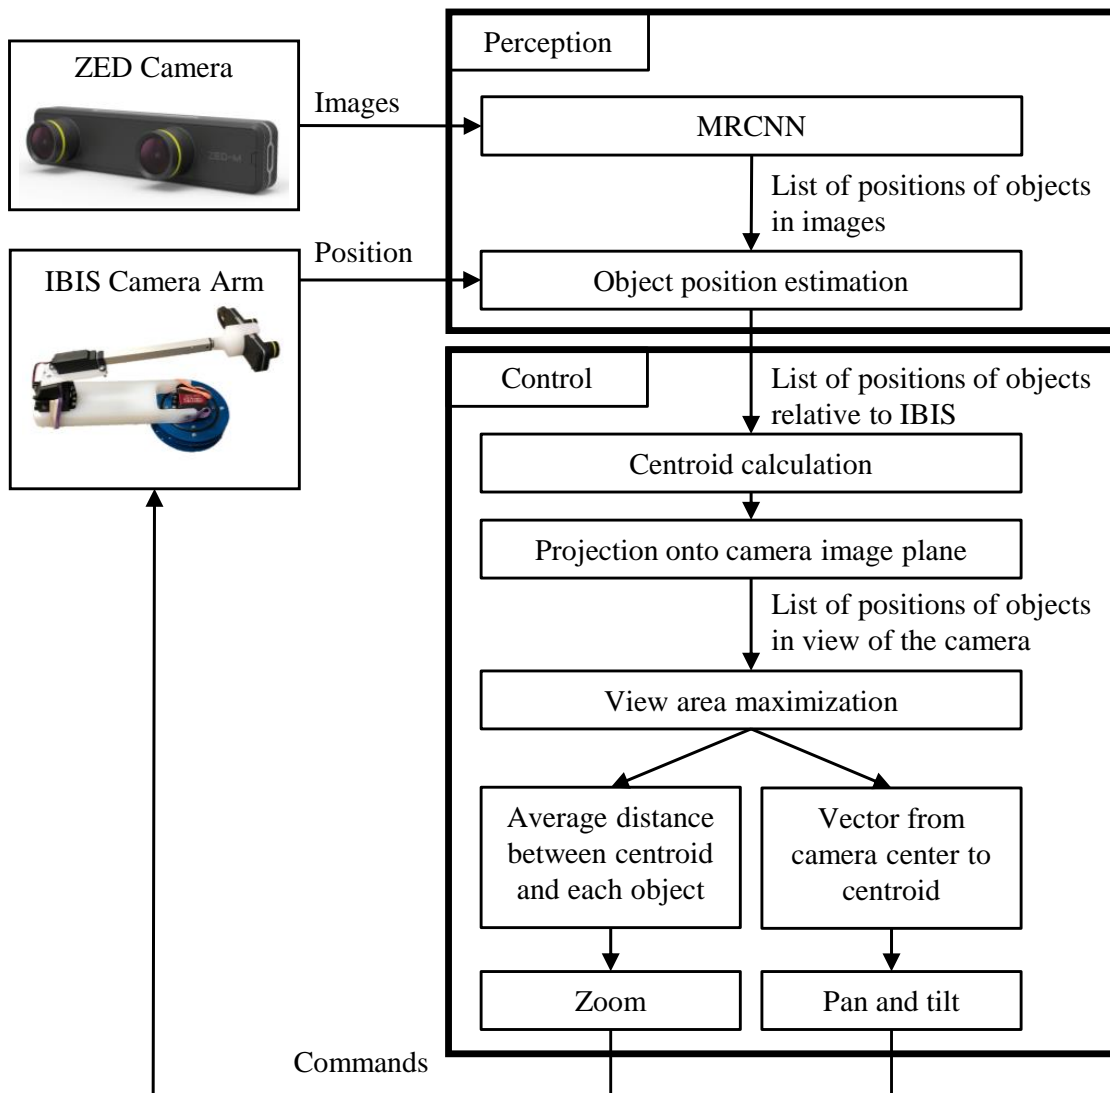 Perception
ZED Camera
ZED-M
Images
MRCNN
List of positions of objects
in images
Position
IBIS Camera Arm
Object position estimation
Control
List of positions of objects
relative to IBIS
Centroid calculation
Projection onto camera image plane
List of positions of objects
in view of the camera
View area maximization
Average distance
between centroid
and each object
Vector from
camera center to
centroid
Zoom
Pan and tilt
Commands